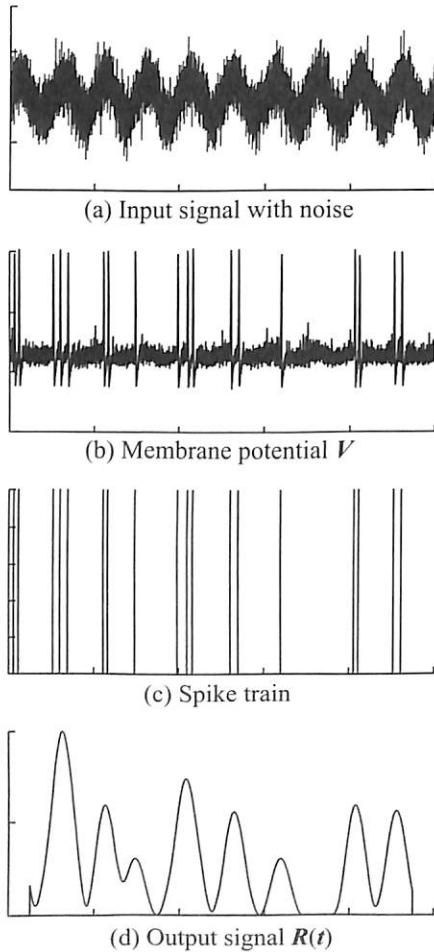 (a) Input signal with noise
(b) Membrane potential V
(c) Spike train
(d) Output signal R(t)